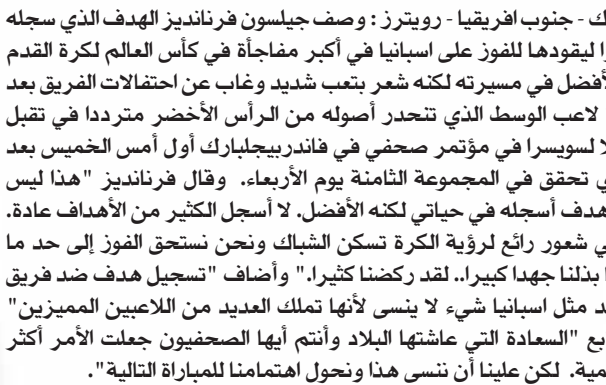 ك - جنوب افريقيا - رويترز : وصف جيلسون فرنانديز الهدف الذي سجله
ليقودها للفوز على اسبانيا في أكبر مفاجأة في كأس العالم لكرة القدم
لأفضل في مسيرته لكنه شعر بتعب شديد وغاب عن احتفالات الفريق بعد
لاعب الوسط الذي تنحدر أصوله من الرأس الأخضر مترددا في تقبل
لسويسرا في مؤتمر صحفي في فاندربيجلبارك أول أمس الخميس بعد
ي تحقق في المجموعة الثامنة يوم الأربعاء. وقال فرنانديز "هذا ليس
هدف أسجله في حياتي لكنه الأفضل. لا أسجل الكثير من الأهداف عادة.
ي شعور رائع لرؤية الكرة تسكن الشباك ونحن نستحق الفوز إلى حد ما
بذلنا جهدا كبيرا.. لقد ركضنا كثيرا." وأضاف "تسجيل هدف ضد فريق
د مثل اسبانيا شيء لا ينسى لأنها تملك العديد من اللاعبين المميزين"
بع "السعادة التي عاشتها البلاد وأنتم أيها الصحفيون جعلت الأمر أكثر
مية. لكن علينا أن ننسى هذا ونحول اهتمامنا للمباراة التالية".